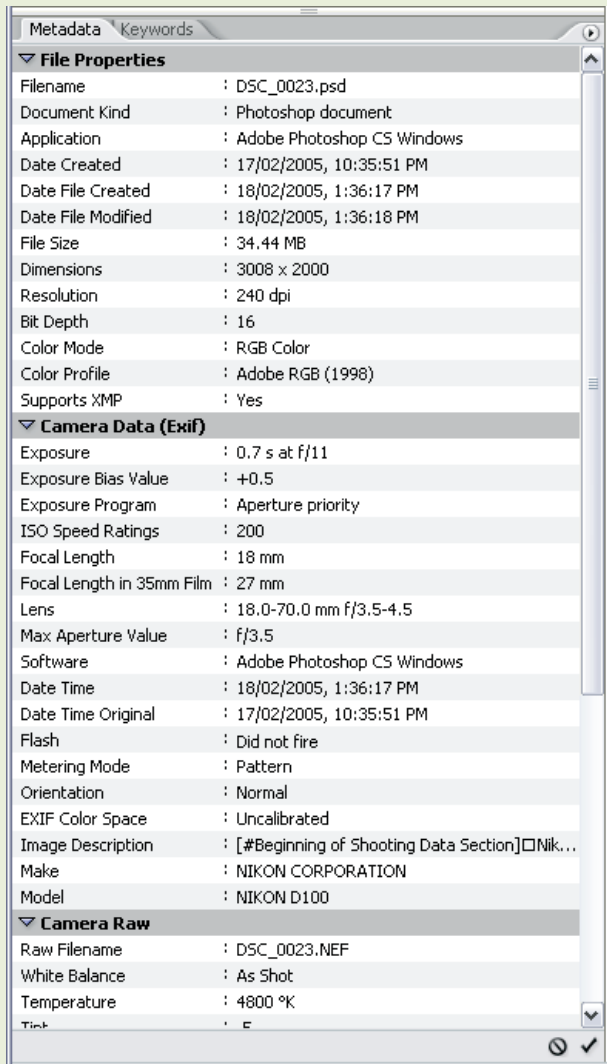 Metadata Keywords
File Properties
Filename : DSC_0023.psd
Document Kind : Photoshop document
Application : Adobe Photoshop CS Windows
Date Created : 17/02/2005, 10:35:51 PM
Date File Created : 18/02/2005, 1:36:17 PM
Date File Modified : 18/02/2005, 1:36:18 PM
File Size : 34.44 MB
Dimensions : 3008 x 2000
Resolution : 240 dpi
Bit Depth : 16
Color Mode : RGB Color
Color Profile : Adobe RGB (1998)
Supports XMP : Yes
Camera Data (Exif)
Exposure : 0.7 s at f/11
Exposure Bias Value : +0.5
Exposure Program : Aperture priority
ISO Speed Ratings : 200
Focal Length : 18 mm
Focal Length in 35mm Film : 27 mm
Lens : 18.0-70.0 mm f/3.5-4.5
Max Aperture Value : f/3.5
Software : Adobe Photoshop CS Windows
Date Time : 18/02/2005, 1:36:17 PM
Date Time Original : 17/02/2005, 10:35:51 PM
Flash : Did not fire
Metering Mode : Pattern
Orientation : Normal
EXIF Color Space : Uncalibrated
Image Description : [#Beginning of Shooting Data Section]□Nik...
Make : NIKON CORPORATION
Model : NIKON D100
Camera Raw
Raw Filename : DSC_0023.NEF
White Balance : As Shot
Temperature : 4800 °K
Tint